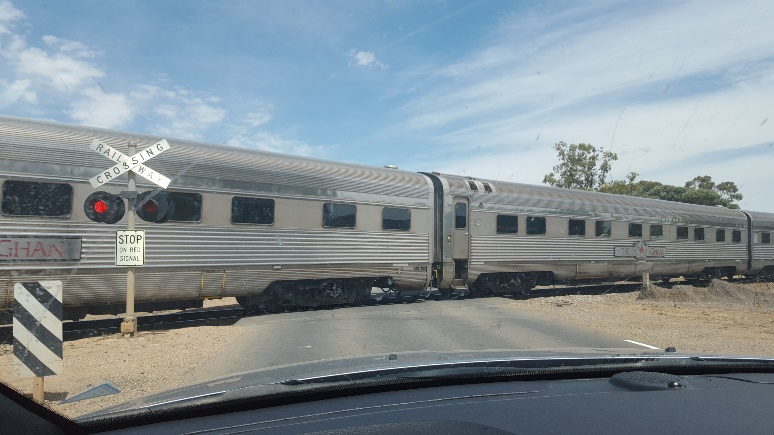 RAILWAY
CROSSING
STOP
ON RED
SIGNAL
GHAN